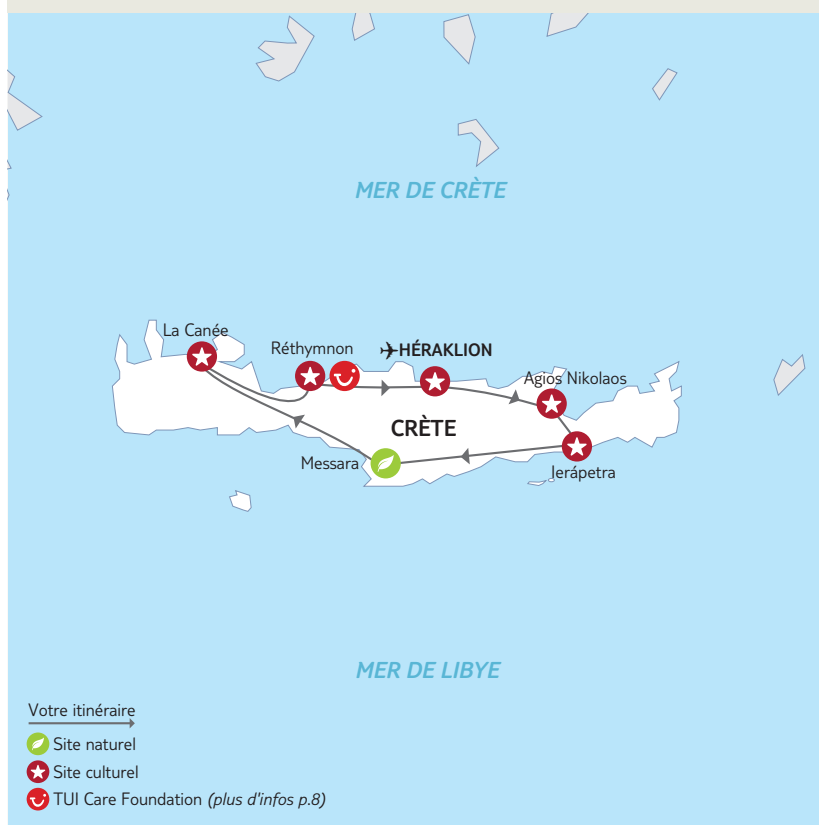 MER DE CRÈTE
La Canée
Réthymnon
HÉRAKLION
Agios Nikolaos
CRÈTE
Messara
Ierápetra
MER DE LIBYE
Votre itinéraire
Site naturel
Site culturel
TUI Care Foundation (plus d'infos p.8)